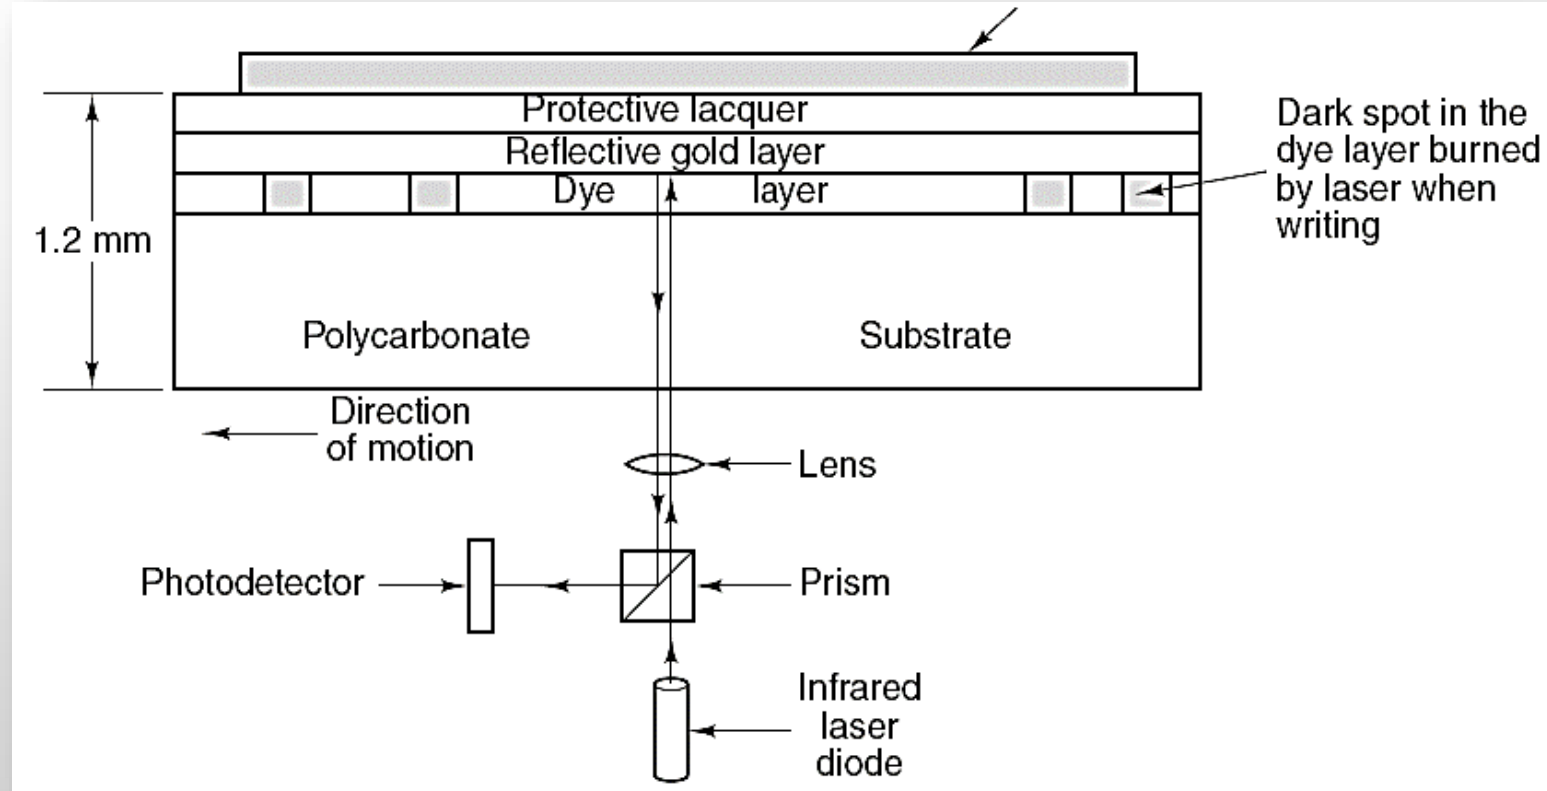 Protective lacquer
Reflective gold layer
Dye layer
Dark spot in the
dye layer burned
by laser when
writing
1.2 mm
Polycarbonate Substrate
Direction
of motion
Lens
Photodetector
Prism
Infrared
laser
diode